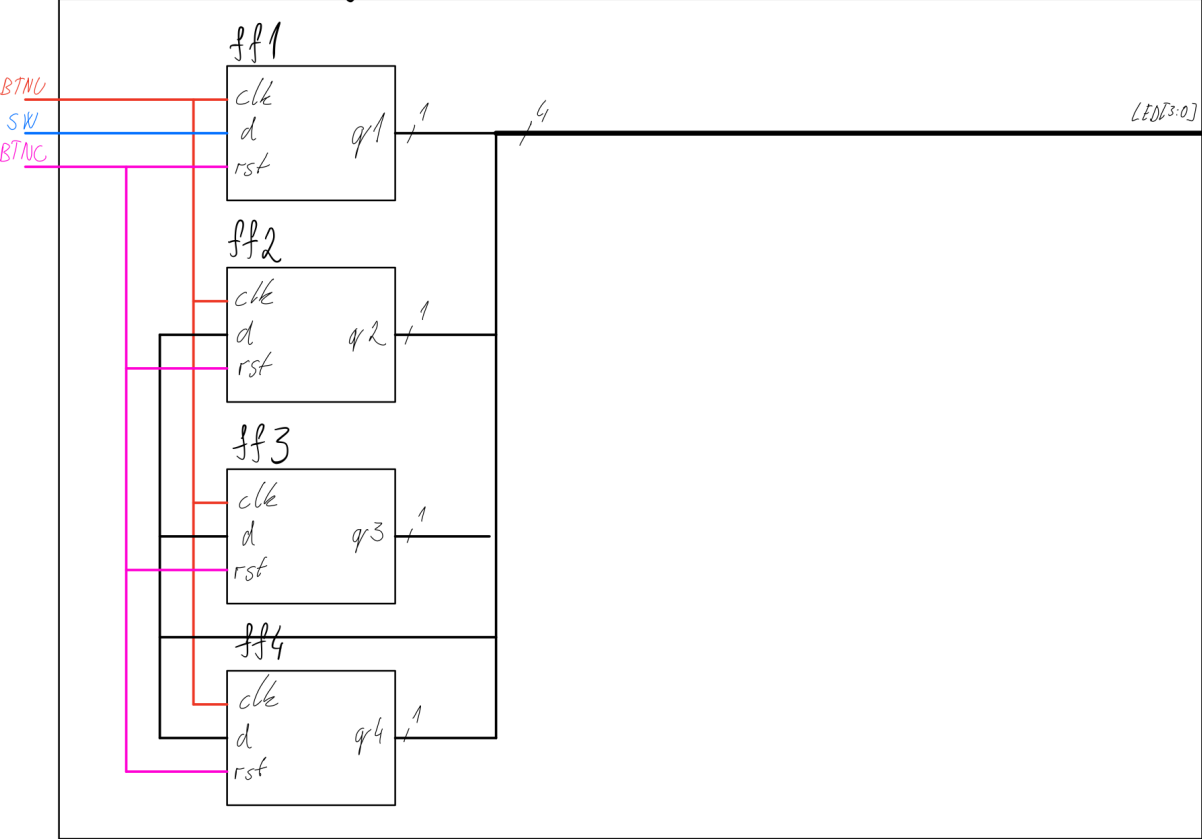 ff1
BTNU
clk
SW
d
q1
1
4
LED[3:0]
BTNC
rst
ff2
clk
d
q2
1
rst
ff3
clk
d
q3
1
rst
ff4
clk
d
q4
1
rst